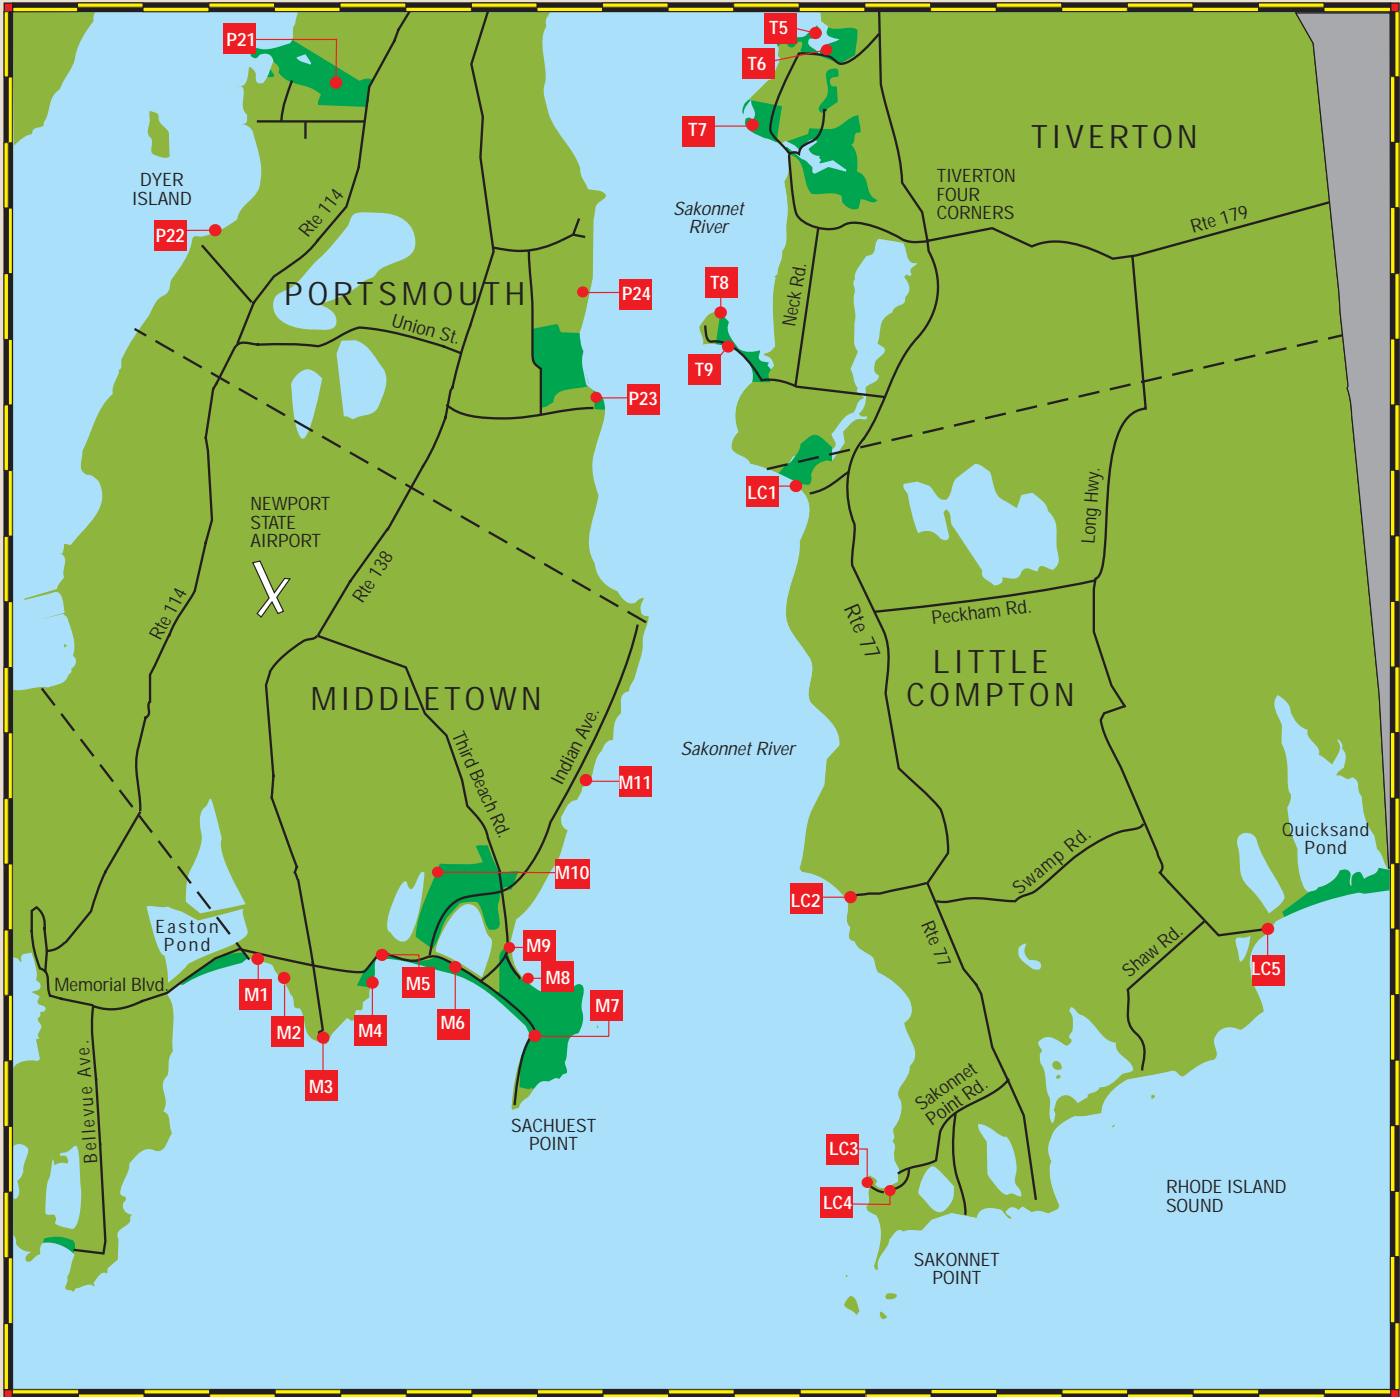 P21
T5
T6
T7
TIVERTON
DYER
ISLAND
TIVERTON
FOUR
CORNERS
Rte 114
Sakonnet
River
Rte 179
P22
PORTSMOUTH
P24
T8
Neck Rd.
Union St.
T9
P23
LC1
Long Hwy.
NEWPORT
STATE
AIRPORT
Rte 138
Rte 114
Peckham Rd.
Rte 77
LITTLE
COMPTON
MIDDLETOWN
Third Beach Rd.
Indian Ave.
Sakonnet River
M11
Quicksand
Pond
Swamp Rd.
M10
LC2
Easton
Pond
Rte 77
Shaw Rd.
M9
M8
LC5
Memorial Blvd.
M1
M5
M7
M2
M4
M6
M3
Bellevue Ave.
Sakonnet
Point Rd.
SACHUEST
POINT
LC3
LC4
RHODE ISLAND
SOUND
SAKONNET
POINT